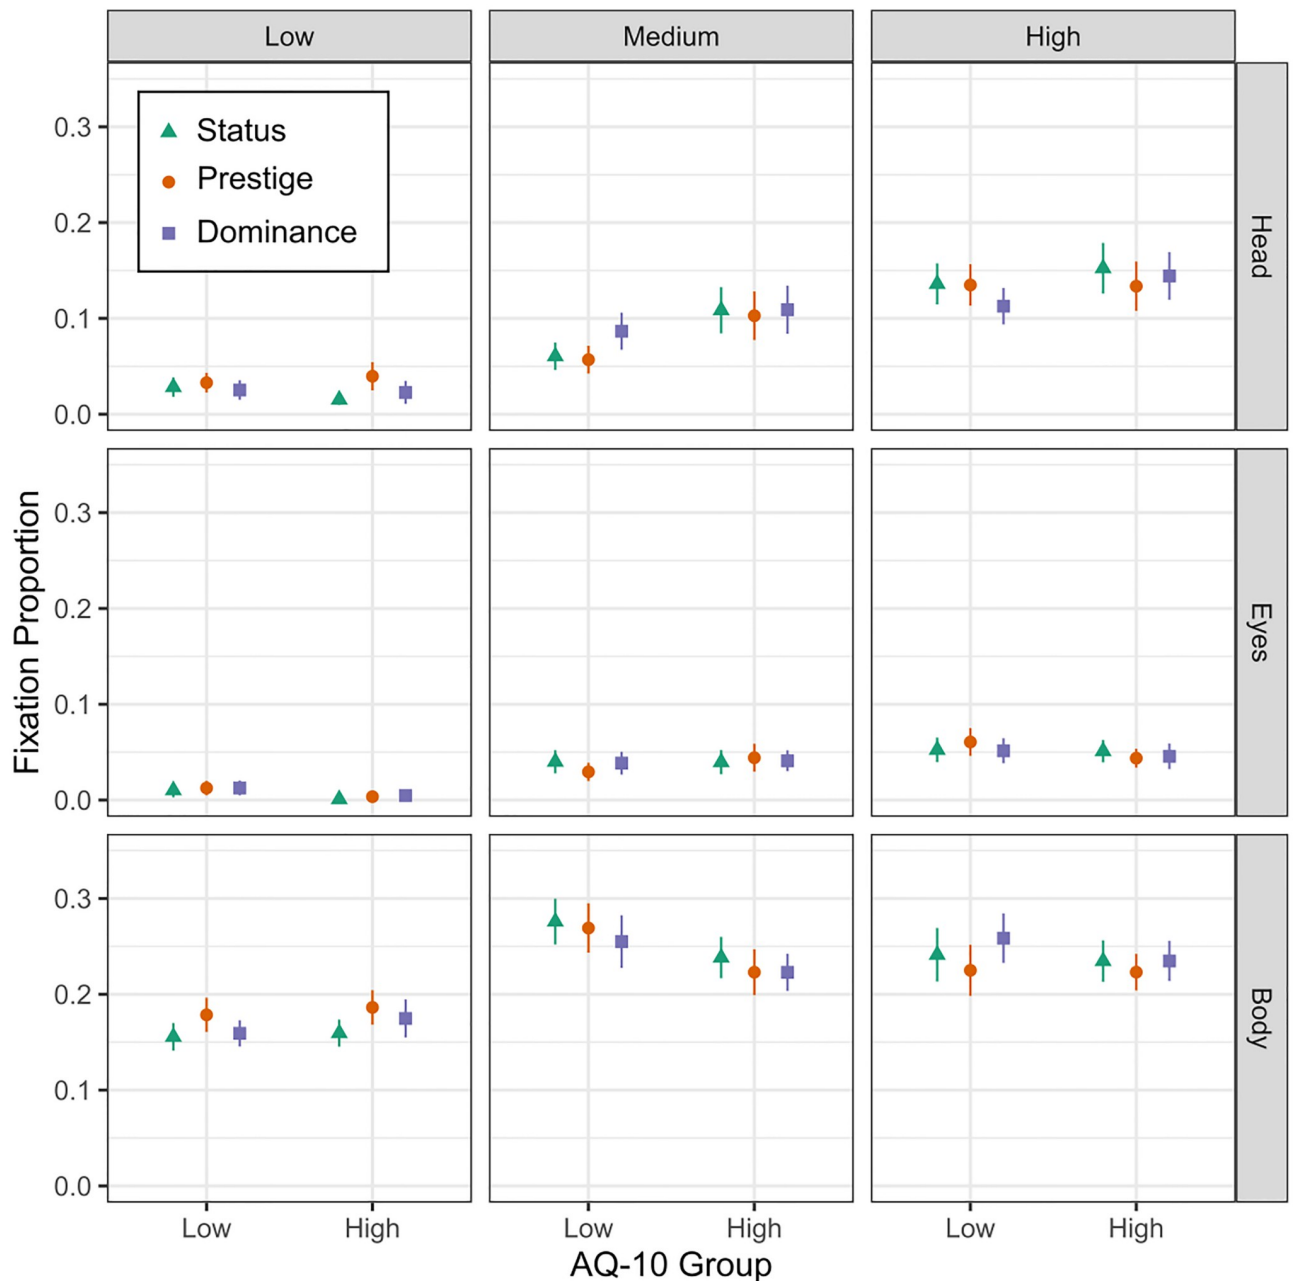 Low Medium High
Status
Prestige
Dominance
0.3
0.2
0.1
0.0
Head
Fixation Proportion
0.3
0.2
0.1
0.0
Eyes
0.3
0.2
0.1
0.0
Body
Low High Low High Low High
AQ-10 Group